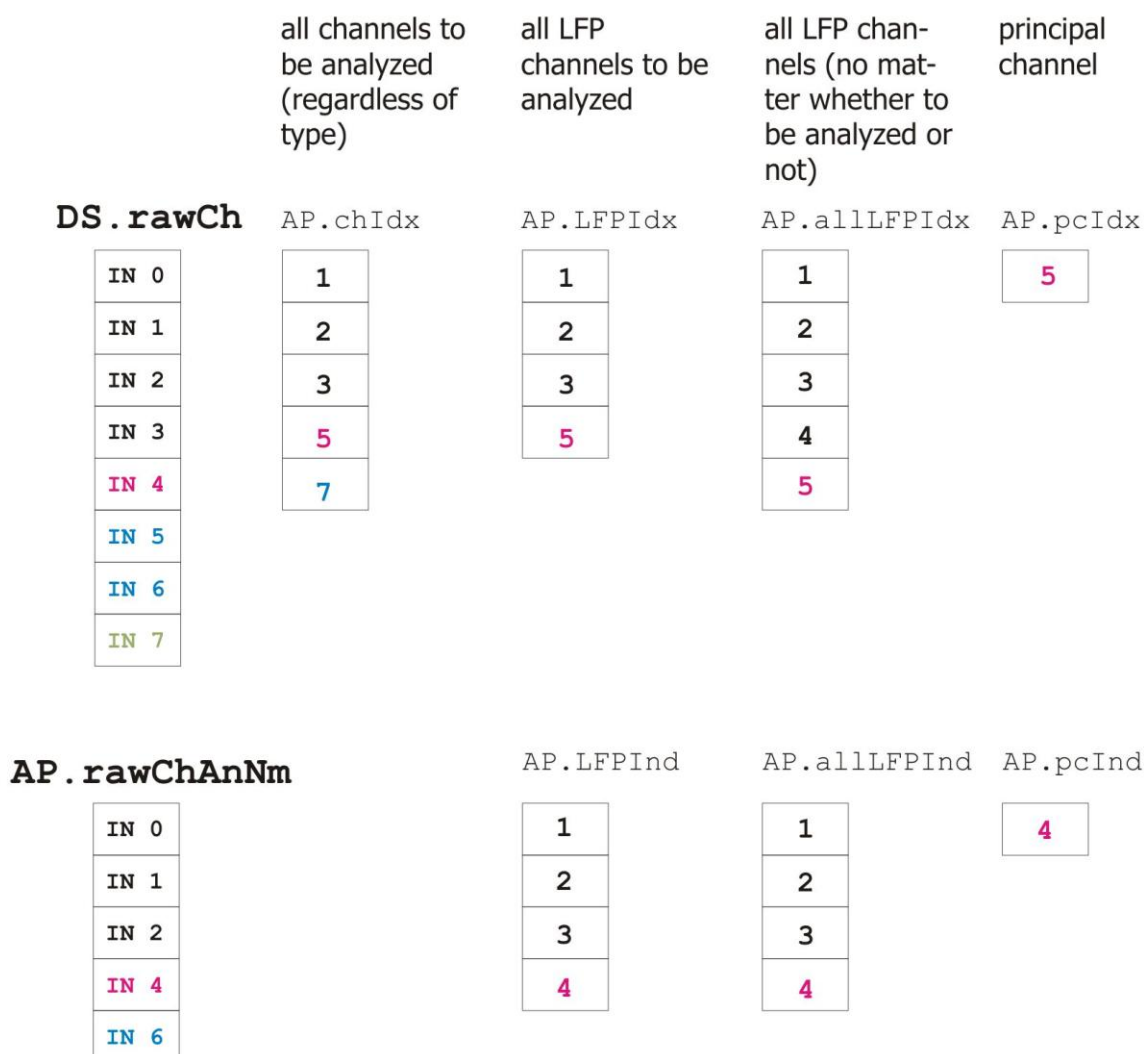 all channels to
be analyzed
(regardless of
type)
all LFP
channels to be
analyzed
all LFP chan-
nels (no mat-
ter whether to
be analyzed or
not)
principal
channel
DS.rawCh AP.chIdx AP.LFPIdx AP.allLFPIdx AP.pcIdx
IN 0 1 1 1 5
IN 1 2 2 2
IN 2 3 3 3
IN 3 5 5 4
IN 4 7 5
IN 5
IN 6
IN 7
AP.rawChAnNm AP.LFPInd AP.allLFPInd AP.pcInd
IN 0 1 1 4
IN 1 2 2
IN 2 3 3
IN 4 4 4
IN 6